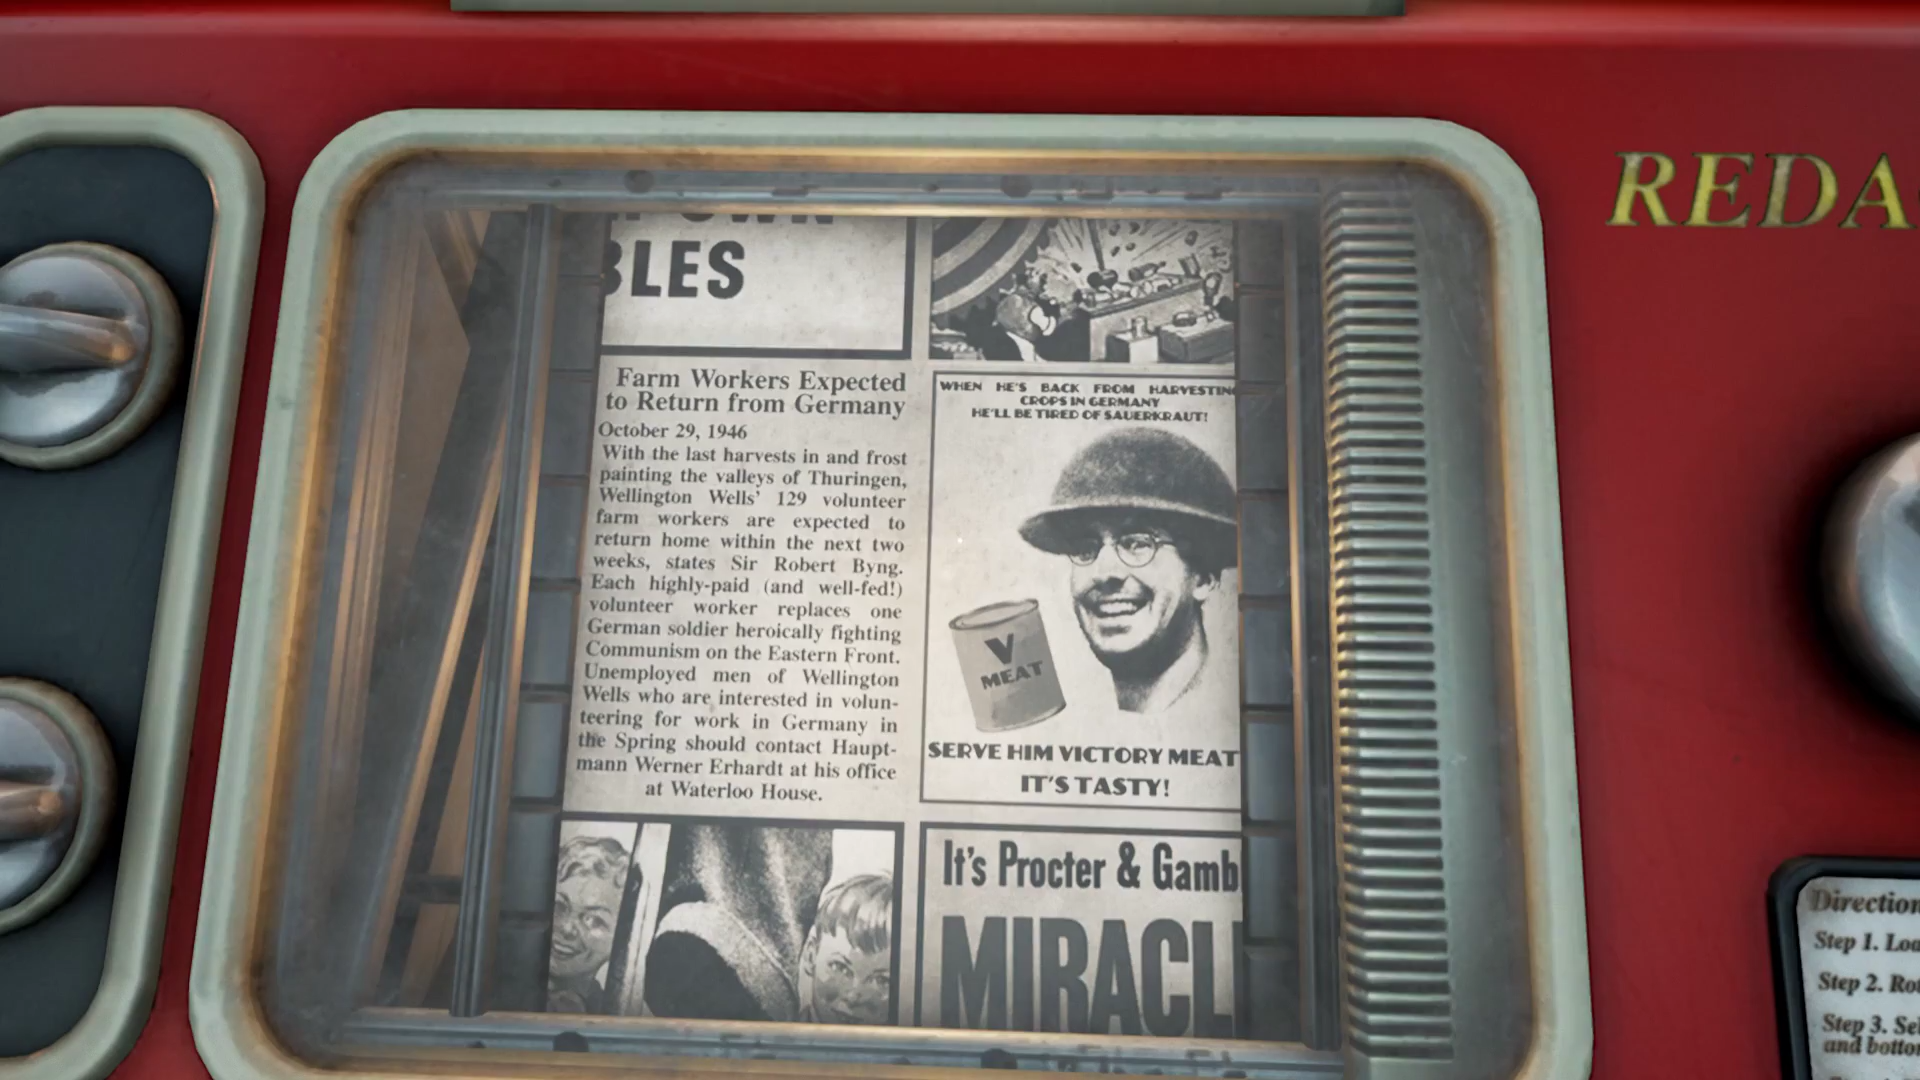 BLES
Farm Workers Expected
to Return from Germany
October 29, 1946
With the last harvests in and frost
painting the valleys of Thuringen,
Wellington Wells' 129 volunteer
farm workers are expected to
return home within the next two
weeks, states Sir Robert Byng.
Each highly-paid (and well-fed!)
volunteer worker replaces one
German soldier heroically fighting
Communism on the Eastern Front.
Unemployed men of Wellington
Wells who are interested in volun-
teering for work in Germany in
the Spring should contact Haupt-
mann Werner Erhardt at his office
at Waterloo House.
WHEN HE'S BACK FROM HARVESTING
CROPS IN GERMANY
HE'LL BE TIRED OF SAUERKRAUT!
V
MEAT
SERVE HIM VICTORY MEAT
IT'S TASTY!
It's Procter & Gamb
MIRACL
REDA
Direction
Step 1. Loa
Step 2. Rot
Step 3. Sel
and bottom